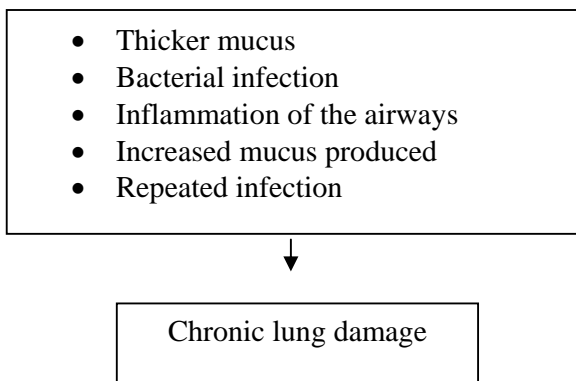 • Thicker mucus
• Bacterial infection
• Inflammation of the airways
• Increased mucus produced
• Repeated infection
Chronic lung damage